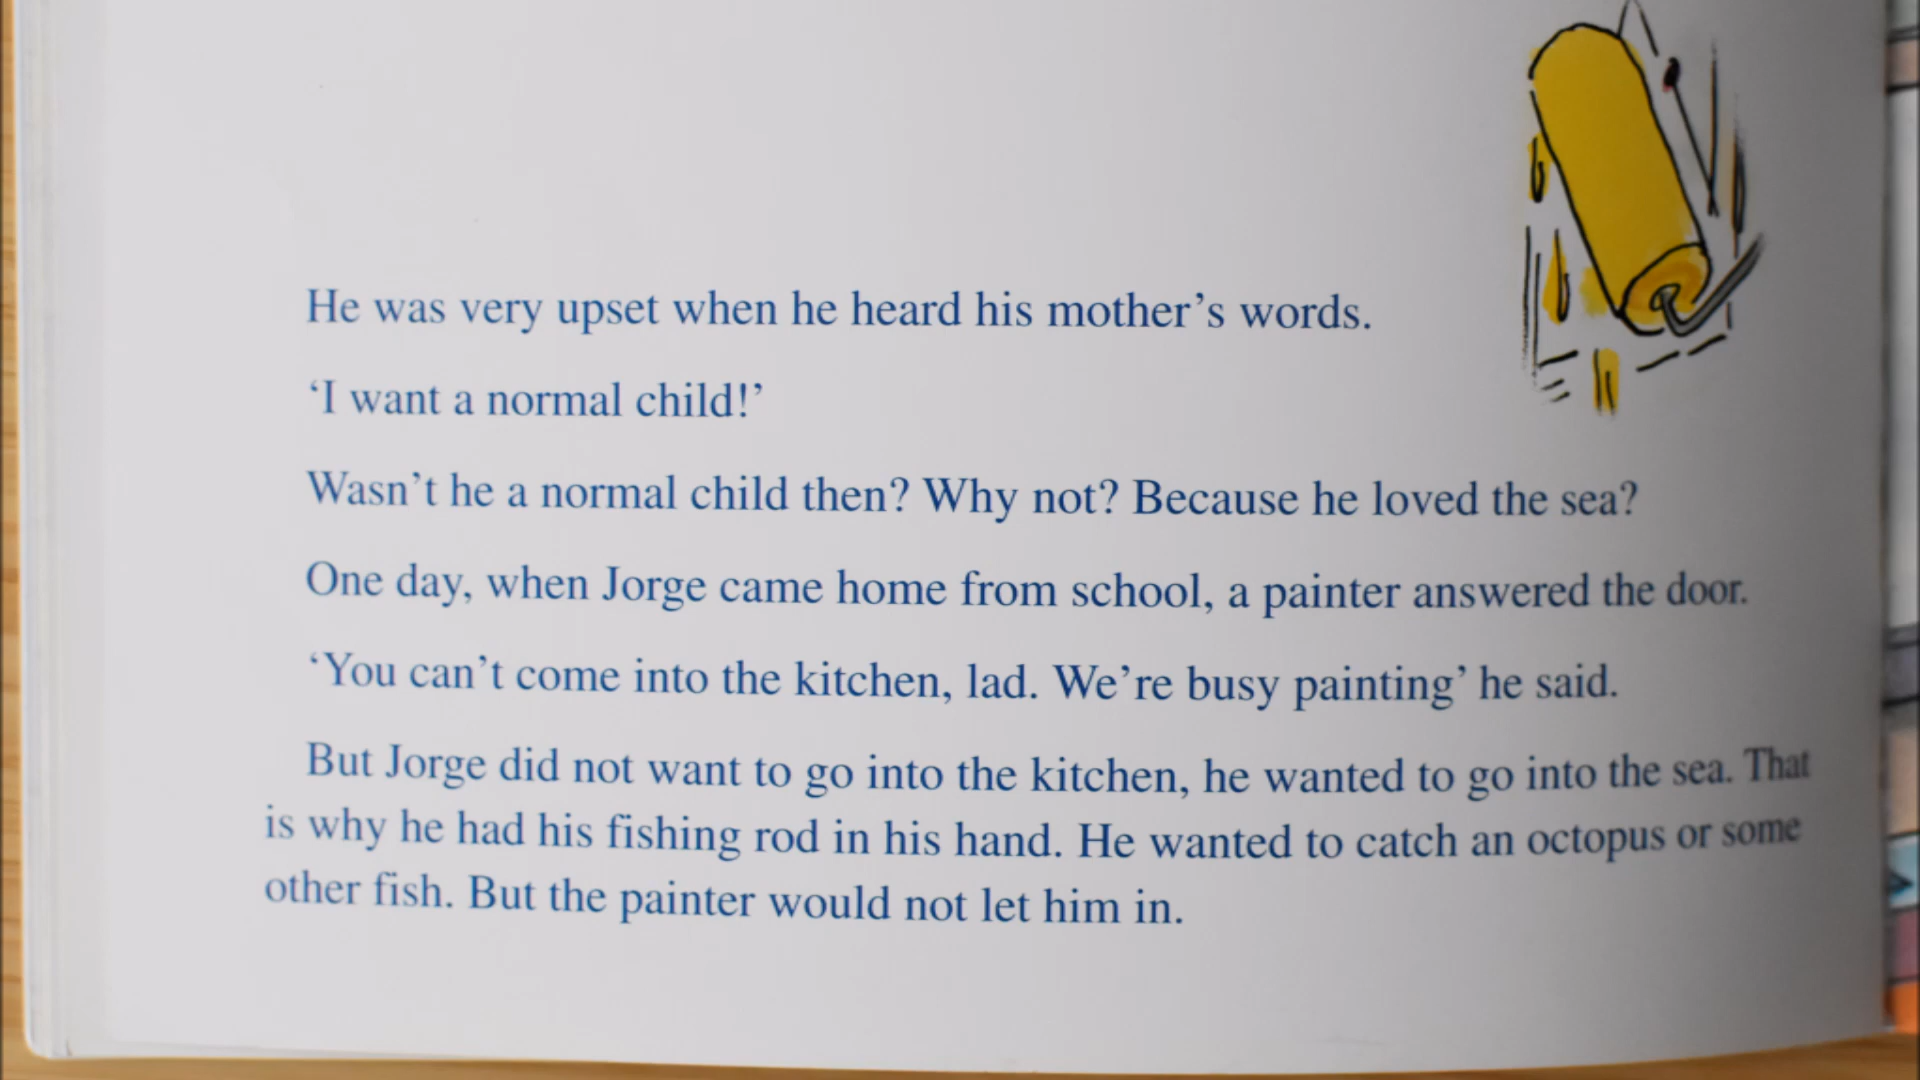 He was very upset when he heard his mother’s words.
‘I want a normal child!’
Wasn’t he a normal child then? Why not? Because he loved the sea?
One day, when Jorge came home from school, a painter answered the door.
‘You can’t come into the kitchen, lad. We’re busy painting’ he said.
But Jorge did not want to go into the kitchen, he wanted to go into the sea. That
is why he had his fishing rod in his hand. He wanted to catch an octopus or some
other fish. But the painter would not let him in.